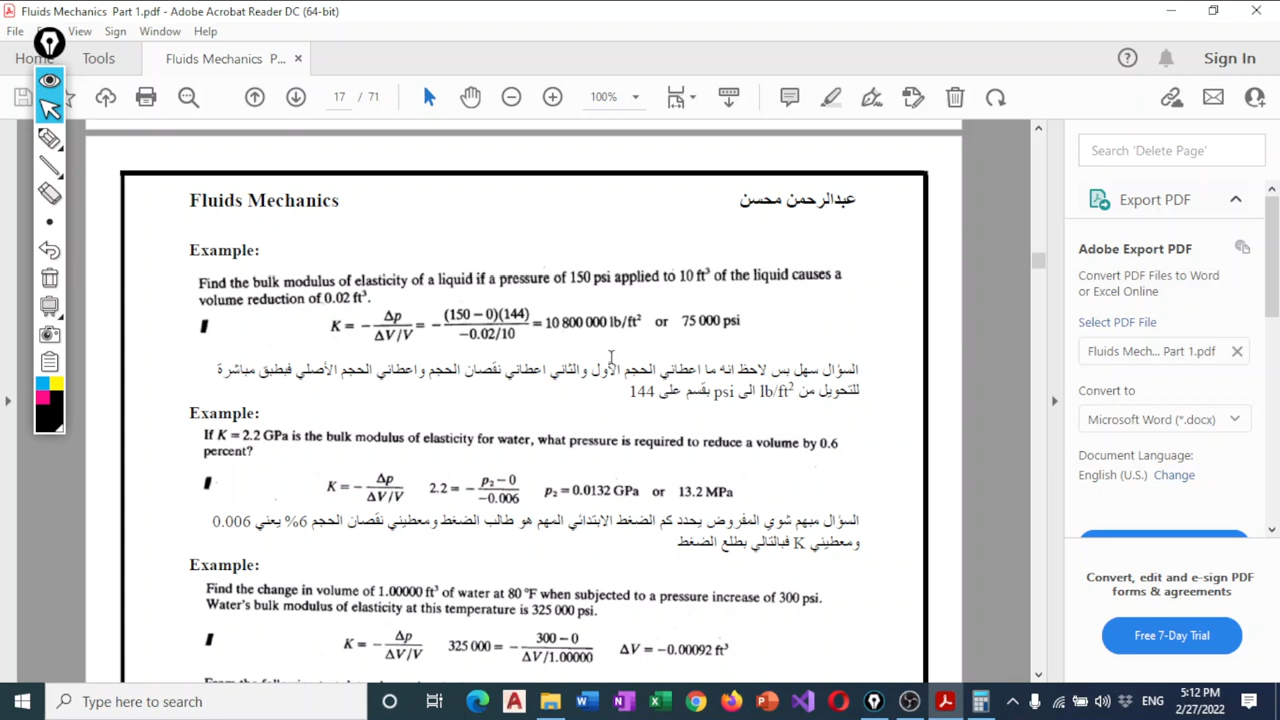 Fluids Mechanics Part 1.pdf - Adobe Acrobat Reader DC (64-bit)
File View Sign Window Help
Home Tools Fluids Mechanics P... × Sign In
17 / 71 100%
Fluids Mechanics عبدالرحمن محسن
Example:
Find the bulk modulus of elasticity of a liquid if a pressure of 150 psi applied to 10 ft³ of the liquid causes a
volume reduction of 0.02 ft³.
K = − Δp / ΔV/V = − (150 − 0)(144) / −0.02/10 = 10 800 000 lb/ft² or 75 000 psi
السؤال سهل بس لاحظ انه ما اعطاني الحجم الأول والثاني اعطاني نقصان الحجم واعطاني الحجم الأصلي فبطبق مباشرة
للتحويل من lb/ft² الى psi بقسم على 144
Example:
If K = 2.2 GPa is the bulk modulus of elasticity for water, what pressure is required to reduce a volume by 0.6
percent?
K = − Δp / ΔV/V 2.2 = − p₂ − 0 / −0.006 p₂ = 0.0132 GPa or 13.2 MPa
السؤال مبهم شوي المفروض يحدد كم الضغط الابتدائي المهم هو طالب الضغط ومعطيني نقصان الحجم 6% يعني 0.006
ومعطيني K فبالتالي بطلع الضغط
Example:
Find the change in volume of 1.00000 ft³ of water at 80 °F when subjected to a pressure increase of 300 psi.
Water's bulk modulus of elasticity at this temperature is 325 000 psi.
K = − Δp / ΔV/V 325 000 = − 300 − 0 / ΔV/1.00000 ΔV = −0.00092 ft³
Search 'Delete Page'
Export PDF
Adobe Export PDF
Convert PDF Files to Word
or Excel Online
Select PDF File
Fluids Mech... Part 1.pdf
Convert to
Microsoft Word (*.docx)
Document Language:
English (U.S.) Change
Convert, edit and e-sign PDF
forms & agreements
Free 7-Day Trial
Type here to search
ENG
5:12 PM
2/27/2022